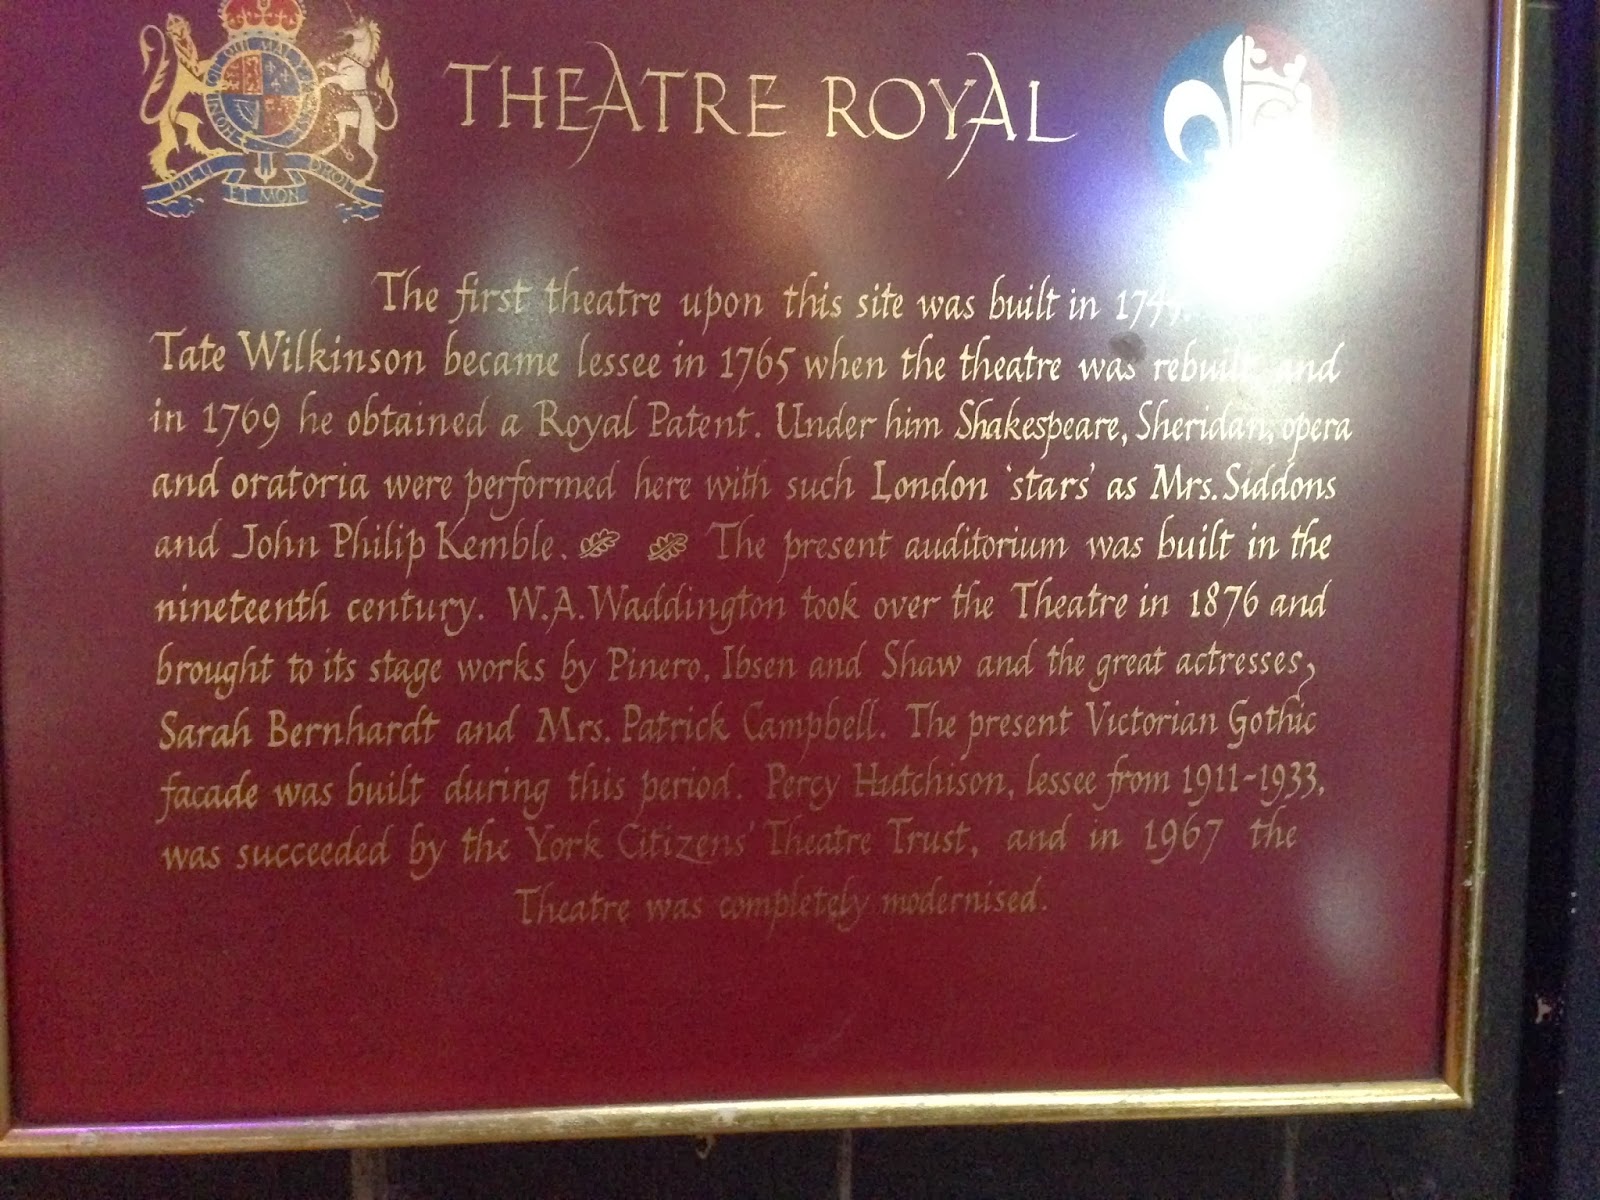 THEATRE ROYAL
The first theatre upon this site was built in 1744.
Tate Wilkinson became lessee in 1765 when the theatre was rebuilt, and
in 1769 he obtained a Royal Patent. Under him Shakespeare, Sheridan, opera
and oratoria were performed here with such London 'stars' as Mrs. Siddons
and John Philip Kemble. The present auditorium was built in the
nineteenth century. W.A. Waddington took over the Theatre in 1876 and
brought to its stage works by Pinero, Ibsen and Shaw and the great actresses,
Sarah Bernhardt and Mrs. Patrick Campbell. The present Victorian Gothic
facade was built during this period. Percy Hutchison, lessee from 1911-1933,
was succeeded by the York Citizens' Theatre Trust, and in 1967 the
Theatre was completely modernised.